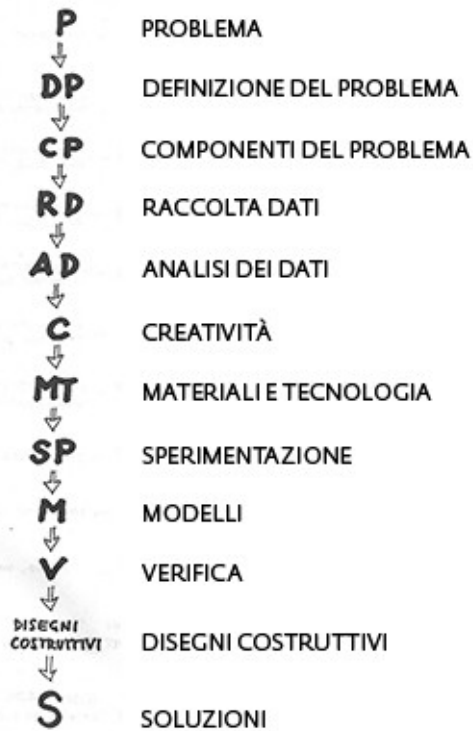 P PROBLEMA
DP DEFINIZIONE DEL PROBLEMA
CP COMPONENTI DEL PROBLEMA
RD RACCOLTA DATI
AD ANALISI DEI DATI
C CREATIVITÀ
MT MATERIALI E TECNOLOGIA
SP SPERIMENTAZIONE
M MODELLI
V VERIFICA
DISEGNI
COSTRUTTIVI DISEGNI COSTRUTTIVI
S SOLUZIONI